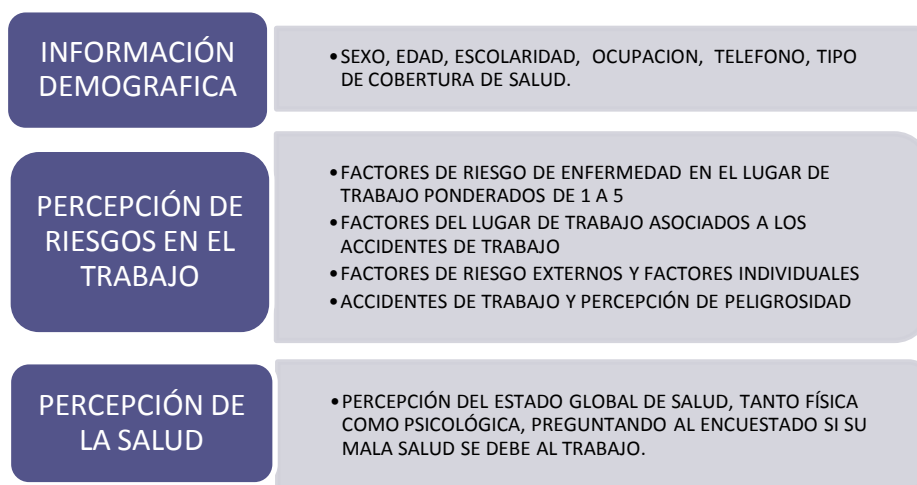 INFORMACIÓN
DEMOGRAFICA
•SEXO, EDAD, ESCOLARIDAD, OCUPACION, TELEFONO, TIPO
DE COBERTURA DE SALUD.
PERCEPCIÓN DE
RIESGOS EN EL
TRABAJO
•FACTORES DE RIESGO DE ENFERMEDAD EN EL LUGAR DE
TRABAJO PONDERADOS DE 1 A 5
•FACTORES DEL LUGAR DE TRABAJO ASOCIADOS A LOS
ACCIDENTES DE TRABAJO
•FACTORES DE RIESGO EXTERNOS Y FACTORES INDIVIDUALES
•ACCIDENTES DE TRABAJO Y PERCEPCIÓN DE PELIGROSIDAD
PERCEPCIÓN DE
LA SALUD
•PERCEPCIÓN DEL ESTADO GLOBAL DE SALUD, TANTO FÍSICA
COMO PSICOLÓGICA, PREGUNTANDO AL ENCUESTADO SI SU
MALA SALUD SE DEBE AL TRABAJO.